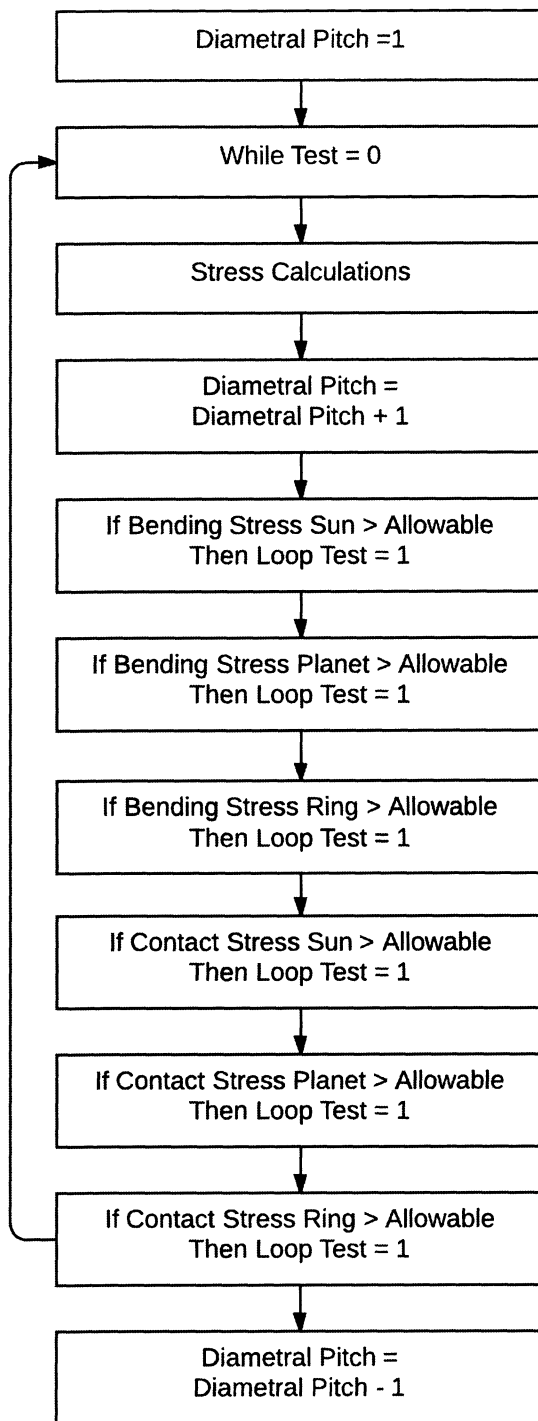 Diametral Pitch =1
While Test = 0
Stress Calculations
Diametral Pitch =
Diametral Pitch + 1
If Bending Stress Sun > Allowable
Then Loop Test = 1
If Bending Stress Planet > Allowable
Then Loop Test = 1
If Bending Stress Ring > Allowable
Then Loop Test = 1
If Contact Stress Sun > Allowable
Then Loop Test = 1
If Contact Stress Planet > Allowable
Then Loop Test = 1
If Contact Stress Ring > Allowable
Then Loop Test = 1
Diametral Pitch =
Diametral Pitch - 1